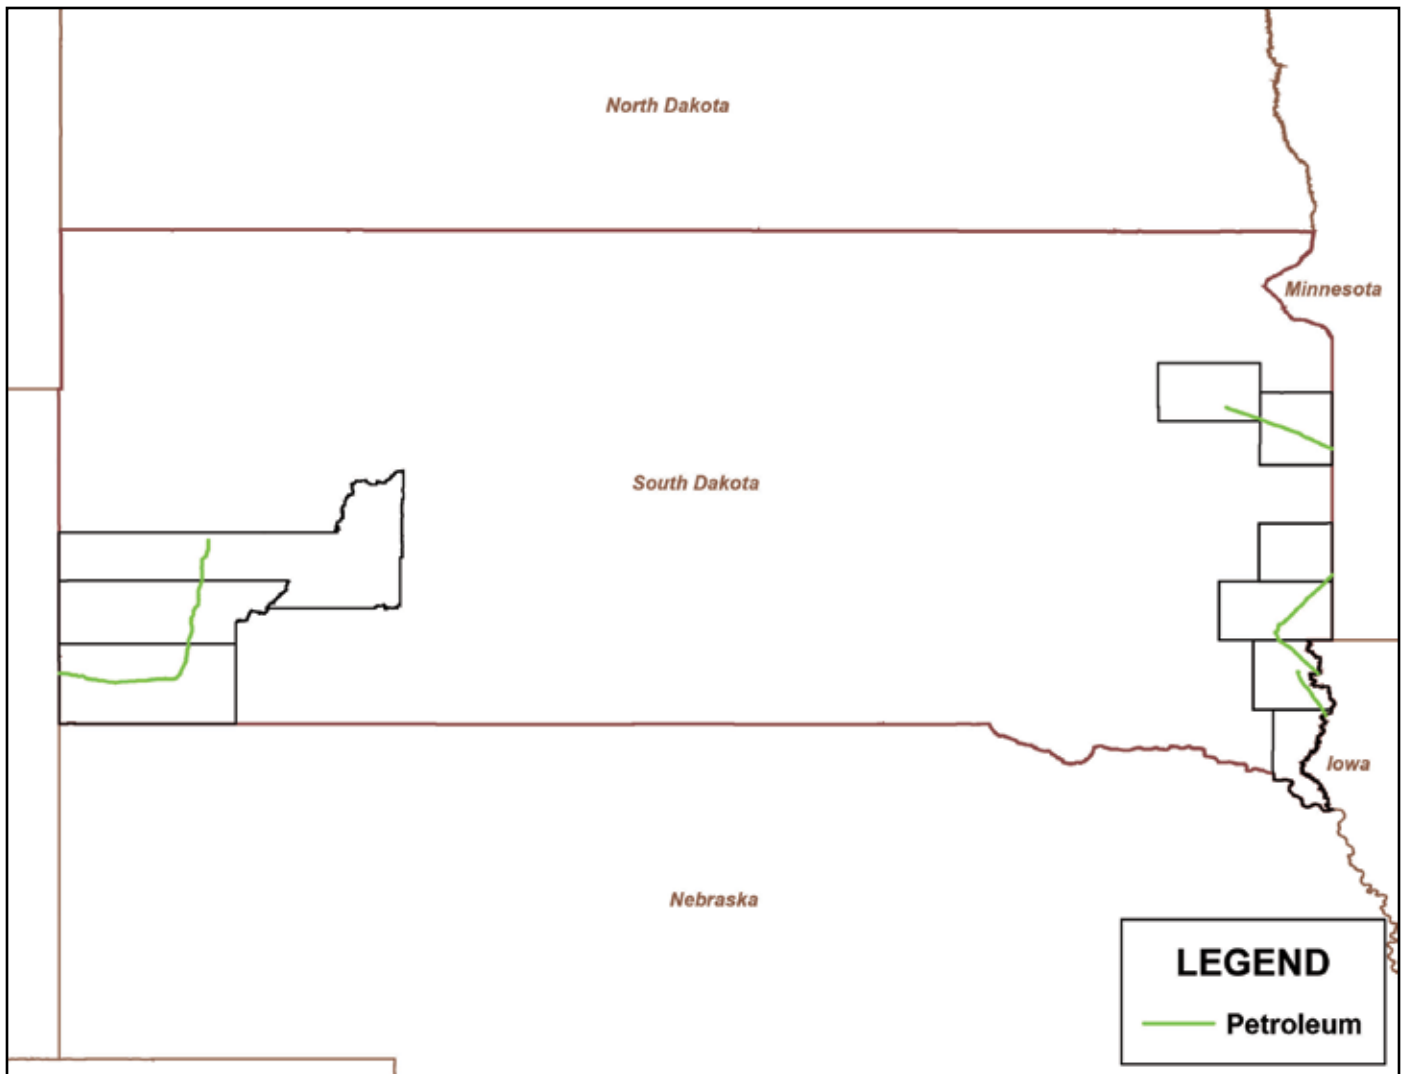 North Dakota
Minnesota
South Dakota
Iowa
Nebraska
LEGEND
Petroleum